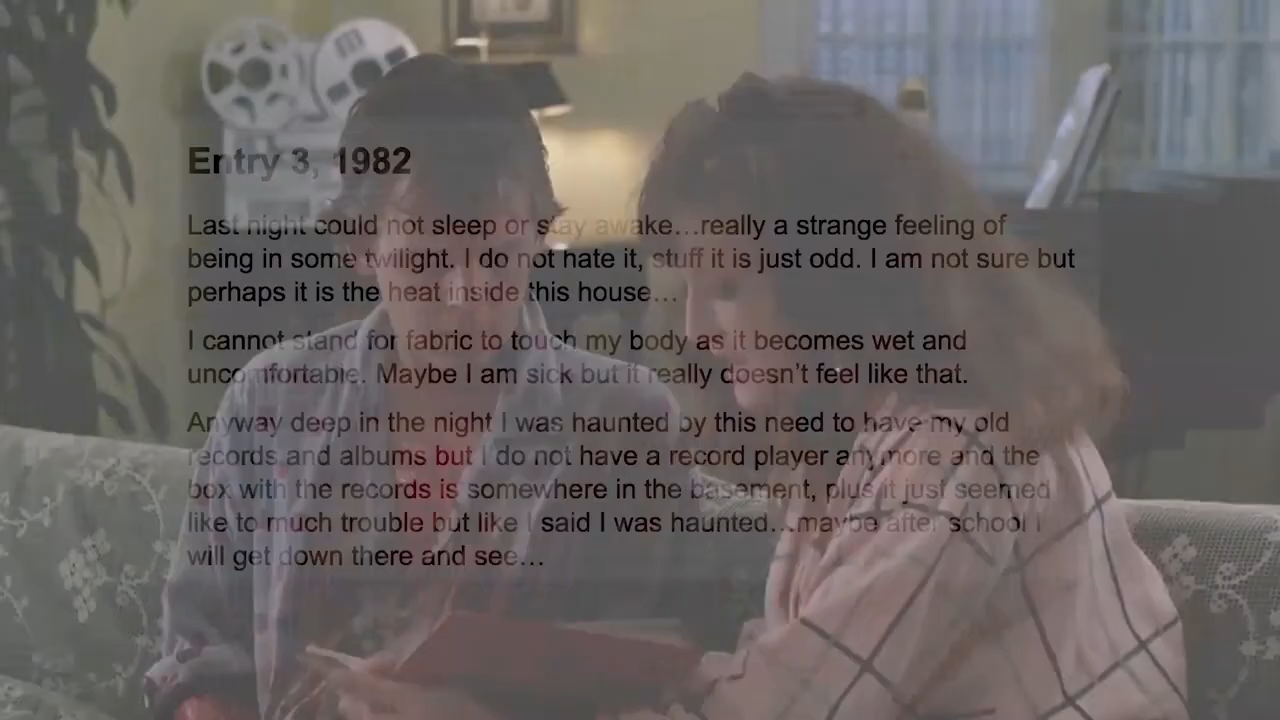 Entry 3, 1982
Last night could not sleep or stay awake…really a strange feeling of
being in some twilight. I do not hate it, stuff it is just odd. I am not sure but
perhaps it is the heat inside this house…
I cannot stand for fabric to touch my body as it becomes wet and
uncomfortable. Maybe I am sick but it really doesn’t feel like that.
Anyway deep in the night I was haunted by this need to have my old
records and albums but I do not have a record player anymore and the
box with the records is somewhere in the basement, plus it just seemed
like to much trouble but like I said I was haunted…maybe after school I
will get down there and see…